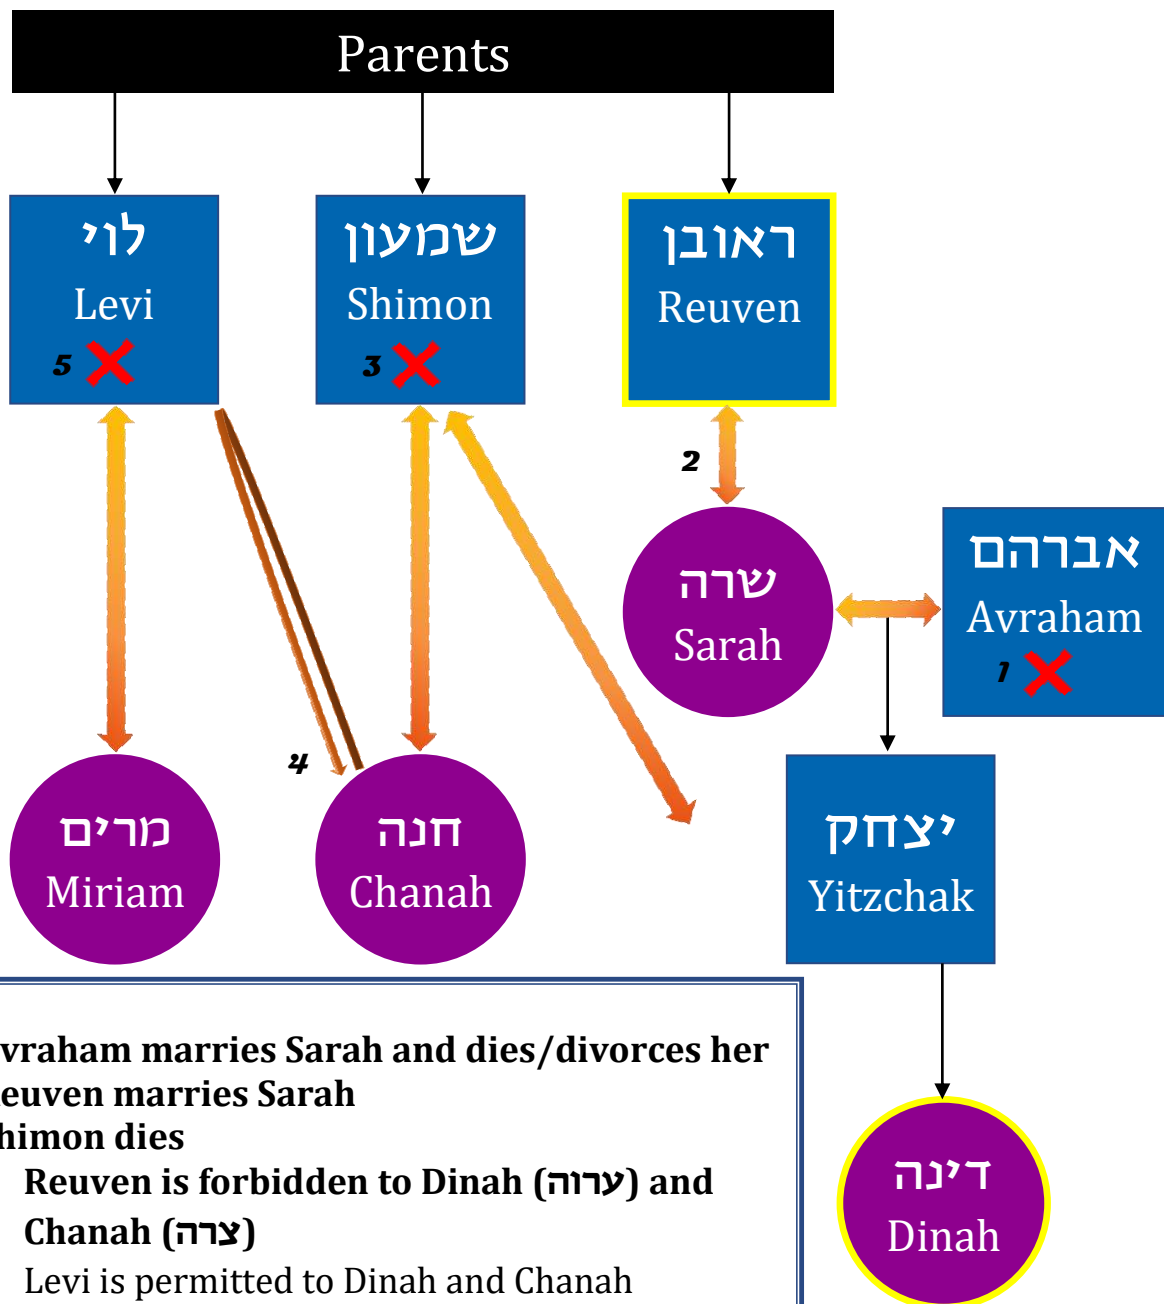 Parents
לוי
Levi
5
שמעון
Shimon
3
ראובן
Reuven
2
שרה
Sarah
אברהם
Avraham
1
4
מרים
Miriam
חנה
Chanah
יצחק
Yitzchak
vraham marries Sarah and dies/divorces her
euven marries Sarah
himon dies
Reuven is forbidden to Dinah (ערוה) and
Chanah (צרה)
Levi is permitted to Dinah and Chanah
דינה
Dinah